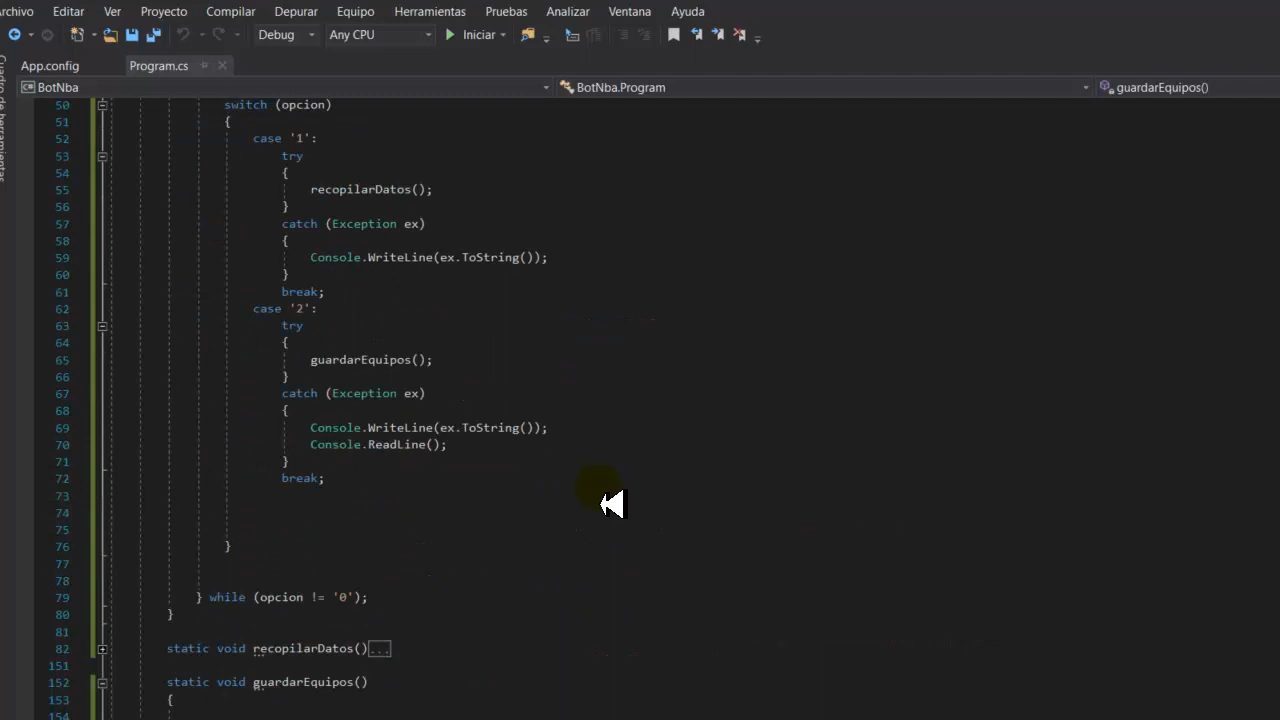 Archivo Editar Ver Proyecto Compilar Depurar Equipo Herramientas Pruebas Analizar Ventana Ayuda
Debug Any CPU Iniciar
App.config Program.cs
BotNba BotNba.Program guardarEquipos()
Cuadro de herramientas
50 switch (opcion)
51 {
52 case '1':
53 try
54 {
55 recopilarDatos();
56 }
57 catch (Exception ex)
58 {
59 Console.WriteLine(ex.ToString());
60 }
61 break;
62 case '2':
63 try
64 {
65 guardarEquipos();
66 }
67 catch (Exception ex)
68 {
69 Console.WriteLine(ex.ToString());
70 Console.ReadLine();
71 }
72 break;
73
74
75
76 }
77
78
79 } while (opcion != '0');
80 }
81
82 static void recopilarDatos()...
151
152 static void guardarEquipos()
153 {
154